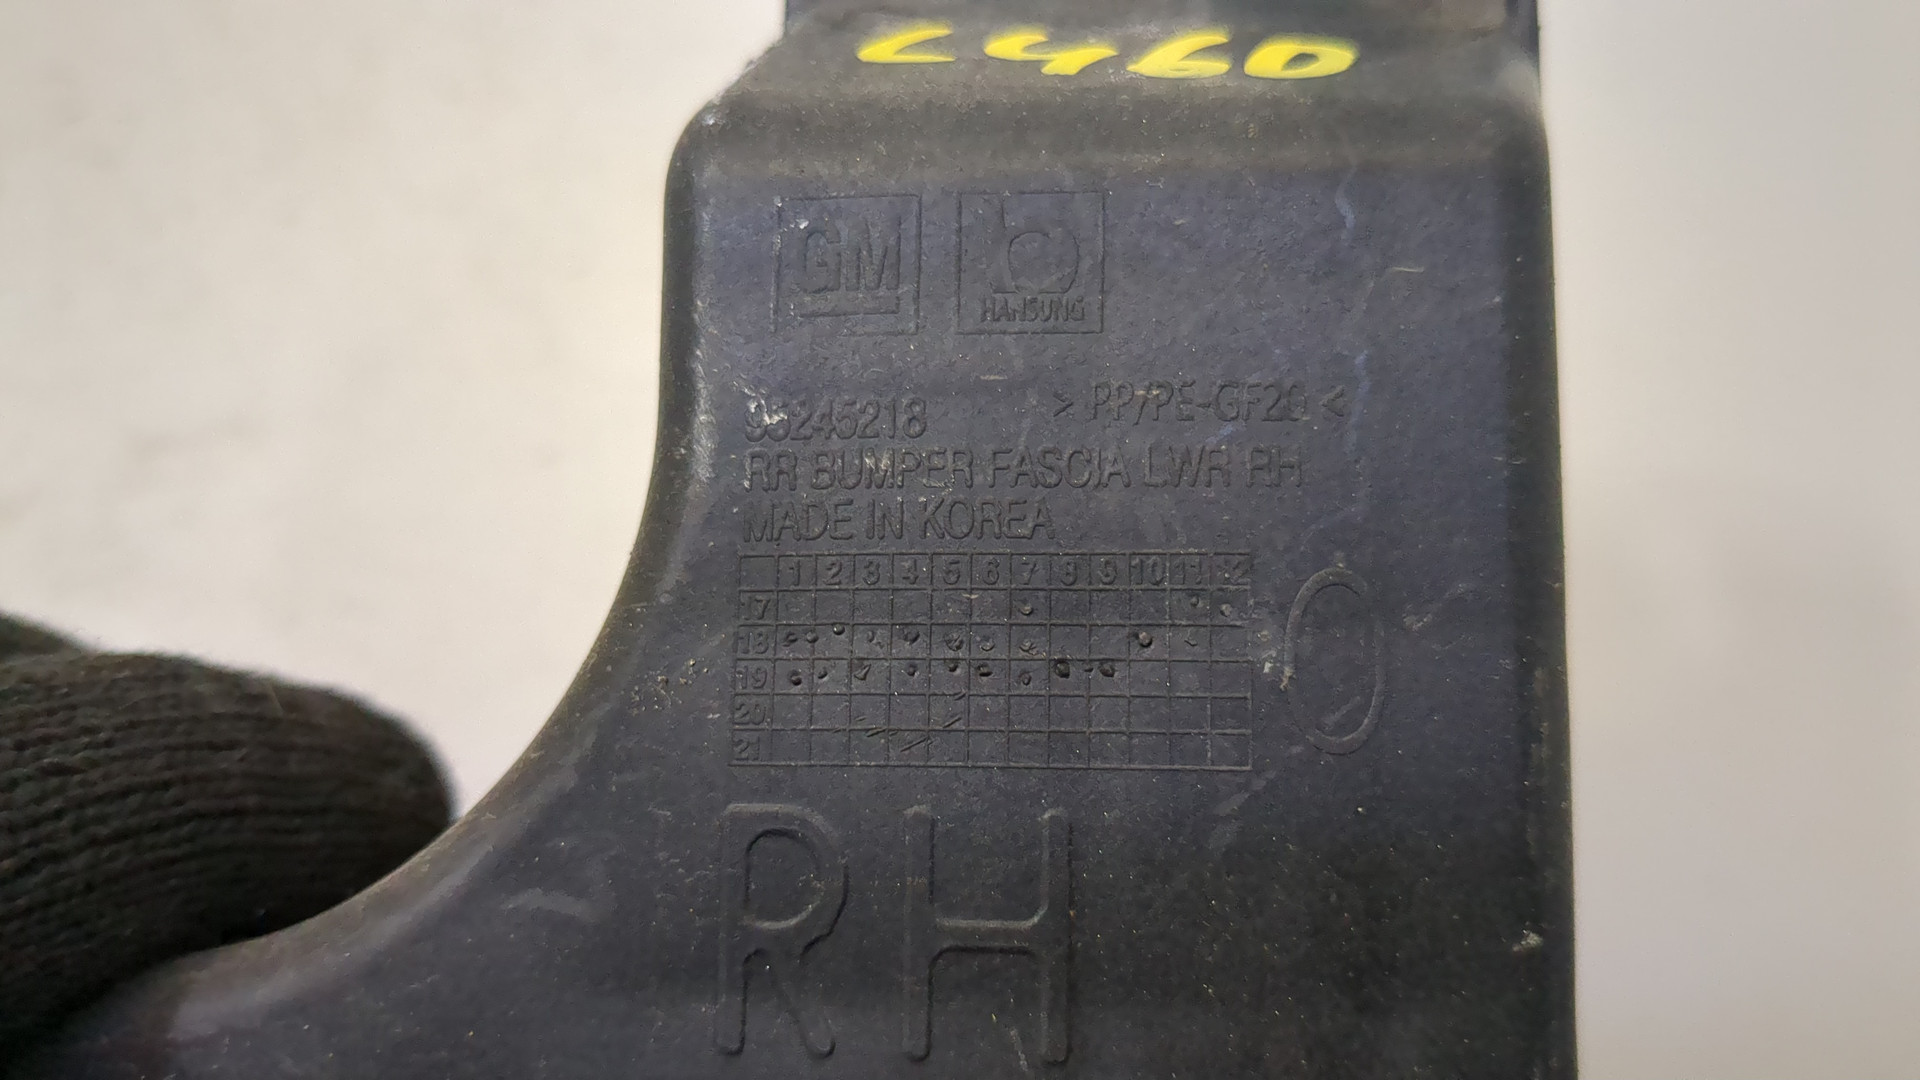 C460
GM
HANSUNG
95245218 > PP/PE-GF20 <
RR BUMPER FASCIA LWR RH
MADE IN KOREA
1 2 3 4 5 6 7 8 9 10 11 12
17
18
19
20
21
RH